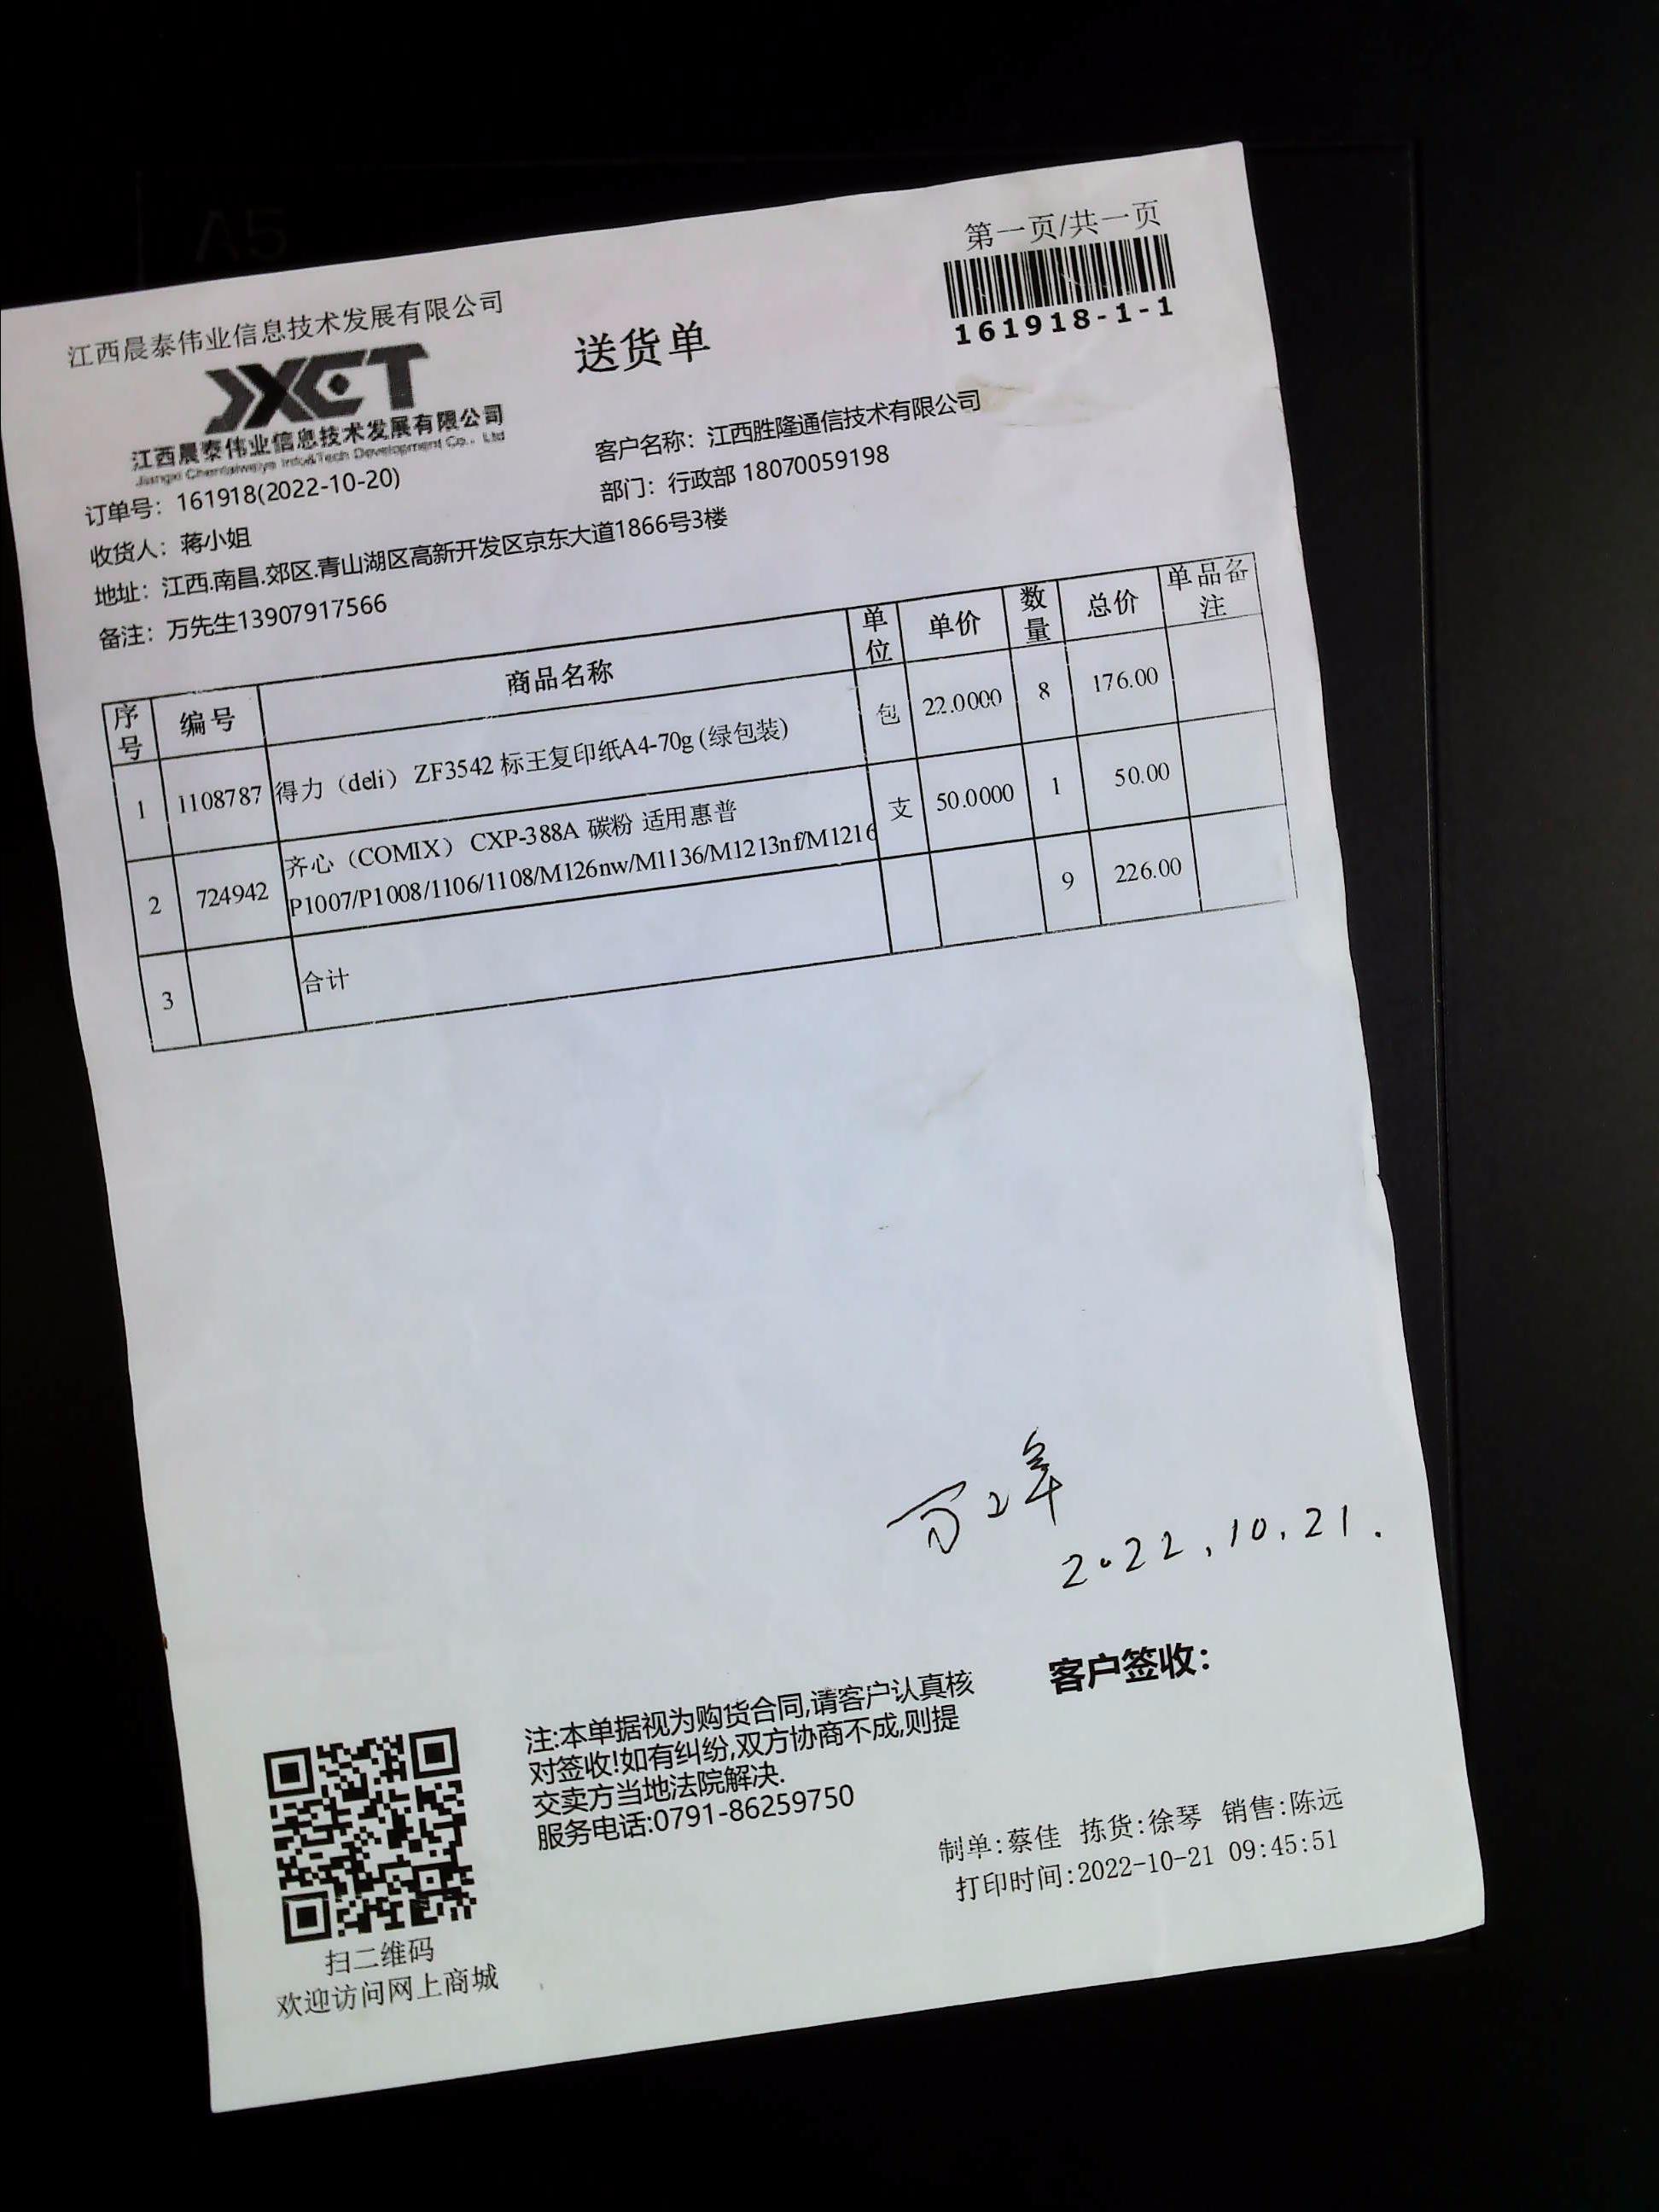 A5
第一页/共一页
161918-1-1
江西晨泰伟业信息技术发展有限公司
JXCT
江西晨泰伟业信息技术发展有限公司
Jiangxi Chentaiweiye Info&Tech Development Co., Ltd
送货单
订单号：161918(2022-10-20)
客户名称：江西胜隆通信技术有限公司
收货人：蒋小姐
部门：行政部 18070059198
地址：江西.南昌.郊区.青山湖区高新开发区京东大道1866号3楼
备注：万先生13907917566
序号 编号 商品名称 单位 单价 数量 总价 单品备注
1 1108787 得力（deli） ZF3542 标王复印纸A4-70g (绿包装) 包 22.0000 8 176.00
2 724942 齐心（COMIX） CXP-388A 碳粉 适用惠普 支 50.0000 1 50.00
P1007/P1008/1106/1108/M126nw/M1136/M1213nf/M1216
3 合计 9 226.00
2022.10.21.
客户签收：
注:本单据视为购货合同,请客户认真核
对签收!如有纠纷,双方协商不成,则提
交卖方当地法院解决.
服务电话:0791-86259750
制单:蔡佳 拣货:徐琴 销售:陈远
打印时间:2022-10-21 09:45:51
扫二维码
欢迎访问网上商城